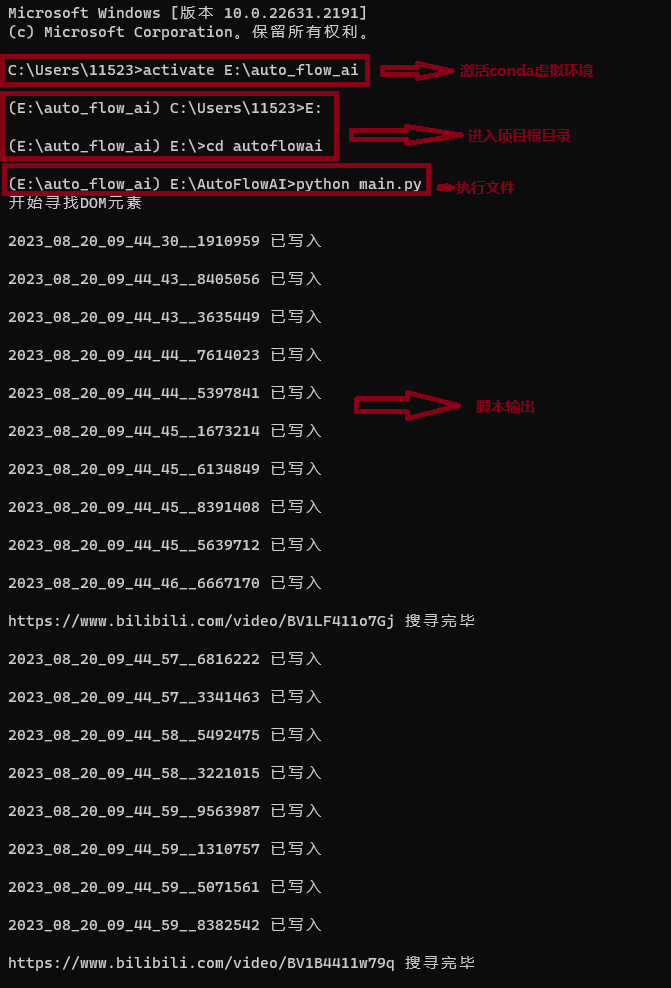 Microsoft Windows [版本 10.0.22631.2191]
(c) Microsoft Corporation。保留所有权利。
C:\Users\11523>activate E:\auto_flow_ai
激活conda虚拟环境
(E:\auto_flow_ai) C:\Users\11523>E:
(E:\auto_flow_ai) E:\>cd autoflowai
进入项目根目录
(E:\auto_flow_ai) E:\AutoFlowAI>python main.py
执行文件
开始寻找DOM元素
2023_08_20_09_44_30__1910959 已写入
2023_08_20_09_44_43__8405056 已写入
2023_08_20_09_44_43__3635449 已写入
2023_08_20_09_44_44__7614023 已写入
2023_08_20_09_44_44__5397841 已写入
脚本输出
2023_08_20_09_44_45__1673214 已写入
2023_08_20_09_44_45__6134849 已写入
2023_08_20_09_44_45__8391408 已写入
2023_08_20_09_44_45__5639712 已写入
2023_08_20_09_44_46__6667170 已写入
https://www.bilibili.com/video/BV1LF411o7Gj 搜寻完毕
2023_08_20_09_44_57__6816222 已写入
2023_08_20_09_44_57__3341463 已写入
2023_08_20_09_44_58__5492475 已写入
2023_08_20_09_44_58__3221015 已写入
2023_08_20_09_44_59__9563987 已写入
2023_08_20_09_44_59__1310757 已写入
2023_08_20_09_44_59__5071561 已写入
2023_08_20_09_44_59__8382542 已写入
https://www.bilibili.com/video/BV1B4411w79q 搜寻完毕